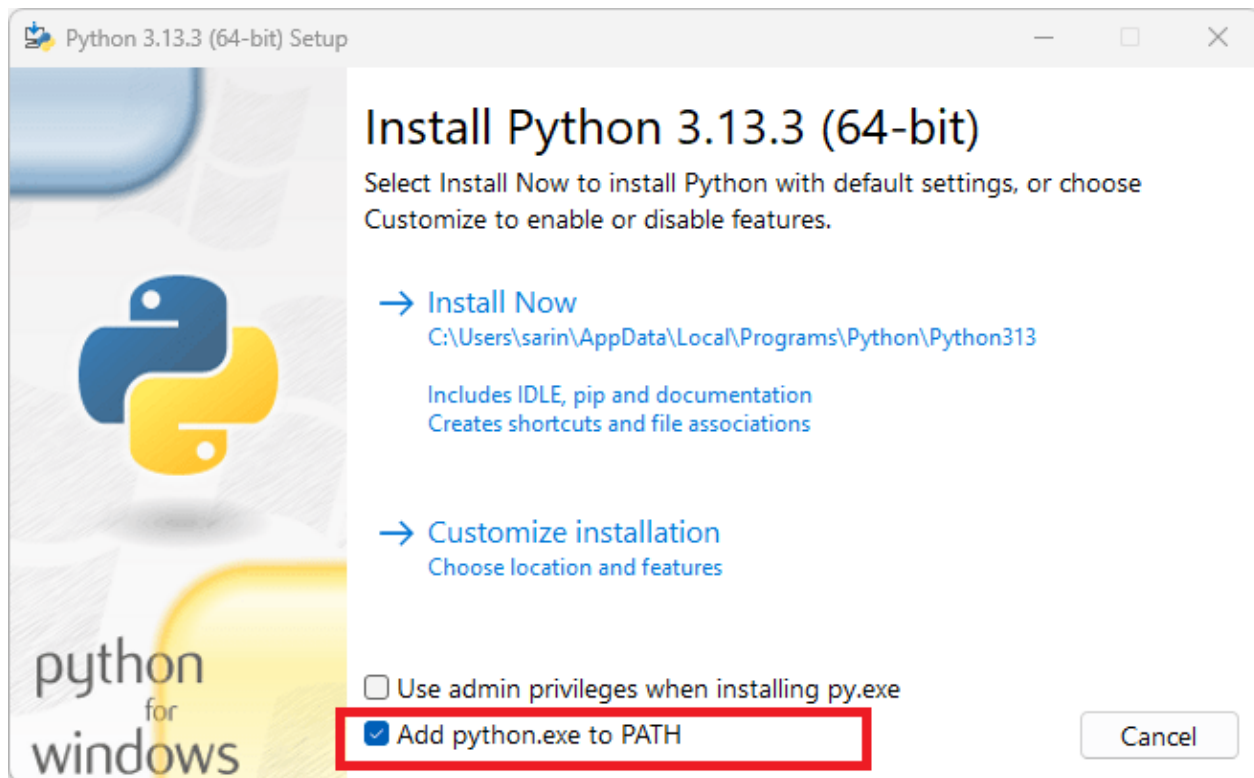 Python 3.13.3 (64-bit) Setup
Install Python 3.13.3 (64-bit)
Select Install Now to install Python with default settings, or choose
Customize to enable or disable features.
Install Now
C:\Users\sarin\AppData\Local\Programs\Python\Python313
Includes IDLE, pip and documentation
Creates shortcuts and file associations
Customize installation
Choose location and features
Use admin privileges when installing py.exe
Add python.exe to PATH
Cancel
python
for
windows